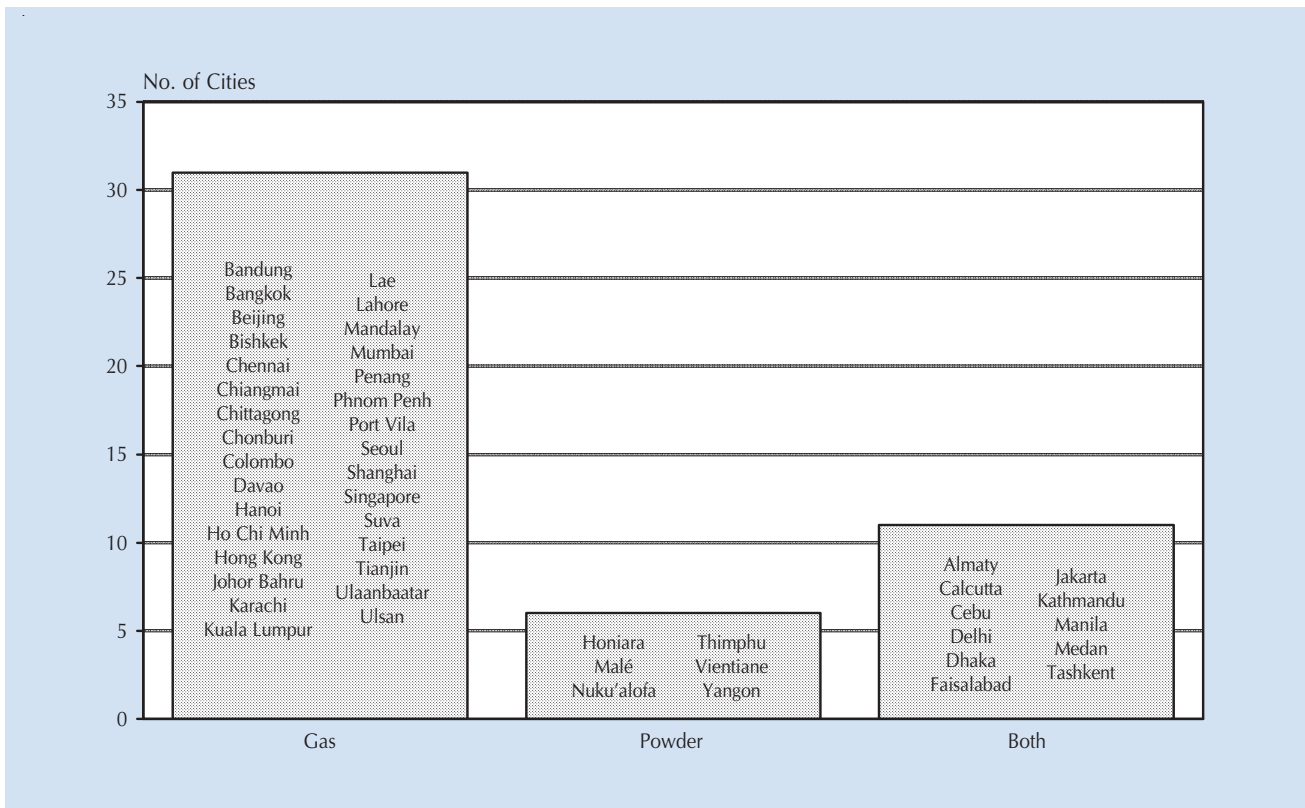 No. of Cities
35
30
25
20
15
10
5
0
Bandung
Bangkok
Beijing
Bishkek
Chennai
Chiangmai
Chittagong
Chonburi
Colombo
Davao
Hanoi
Ho Chi Minh
Hong Kong
Johor Bahru
Karachi
Kuala Lumpur
Lae
Lahore
Mandalay
Mumbai
Penang
Phnom Penh
Port Vila
Seoul
Shanghai
Singapore
Suva
Taipei
Tianjin
Ulaanbaatar
Ulsan
Honiara
Malé
Nuku’alofa
Thimphu
Vientiane
Yangon
Almaty
Calcutta
Cebu
Delhi
Dhaka
Faisalabad
Jakarta
Kathmandu
Manila
Medan
Tashkent
Gas
Powder
Both